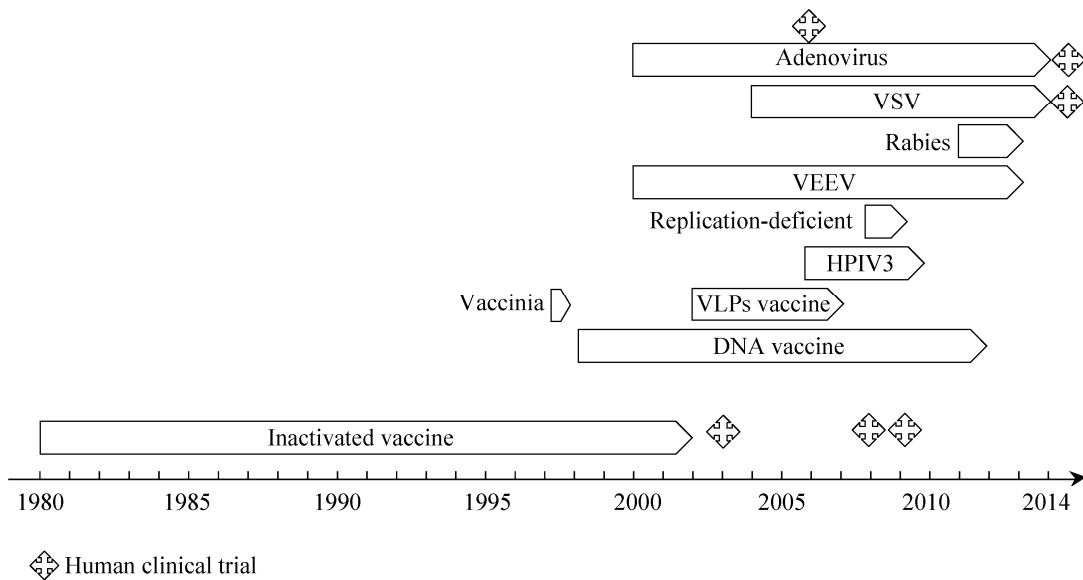 Adenovirus
VSV
Rabies
VEEV
Replication-deficient
HPIV3
Vaccinia
VLPs vaccine
DNA vaccine
Inactivated vaccine
1980 1985 1990 1995 2000 2005 2010 2014
Human clinical trial